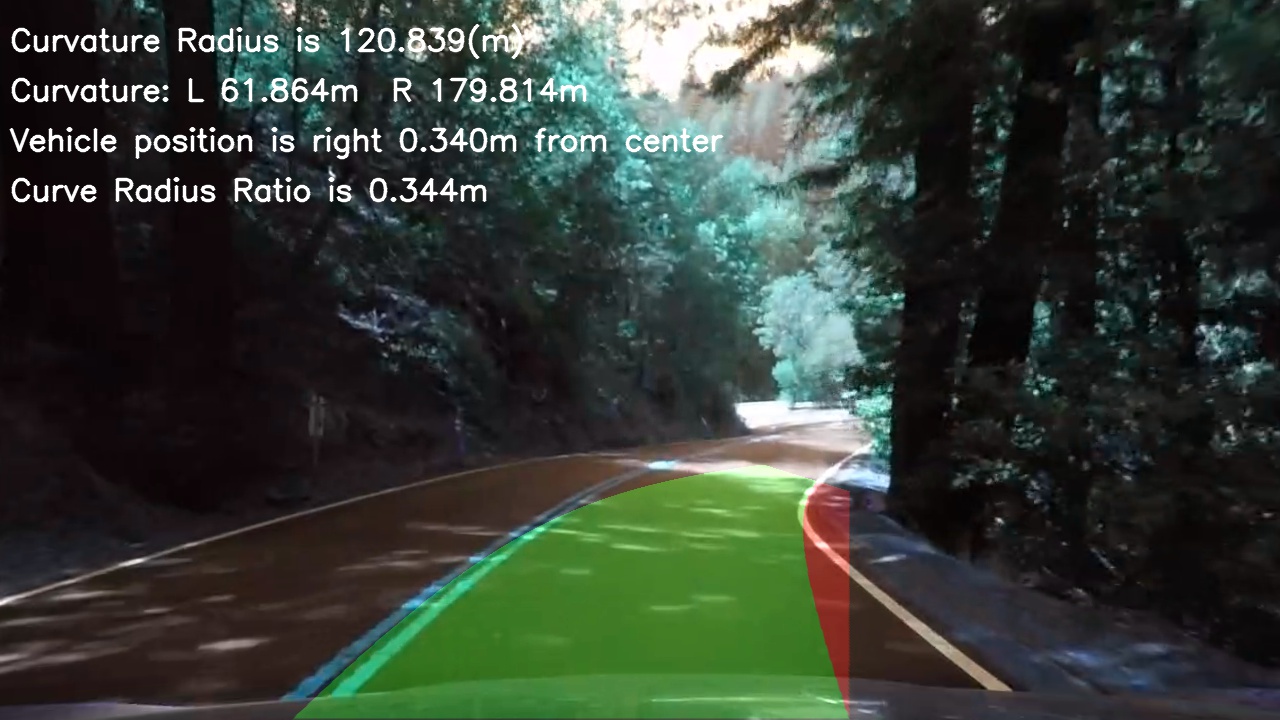 Curvature Radius is 120.839(m)
Curvature: L 61.864m R 179.814m
Vehicle position is right 0.340m from center
Curve Radius Ratio is 0.344m